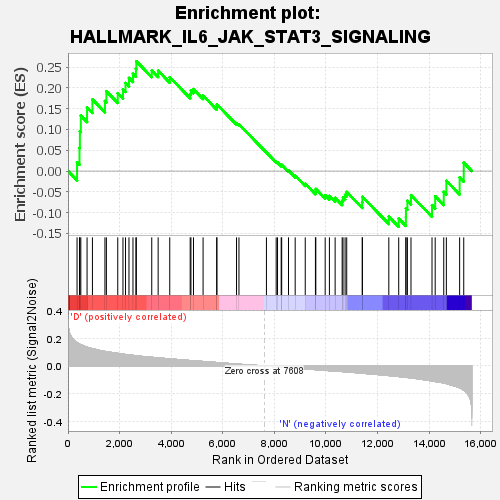 Enrichment plot:
HALLMARK_IL6_JAK_STAT3_SIGNALING
Enrichment score (ES)
0.25
0.20
0.15
0.10
0.05
0.00
-0.05
-0.10
-0.15
Ranked list metric (Signal2Noise)
0.4
0.2
0.0
-0.2
-0.4
'D' (positively correlated)
Zero cross at 7608
'N' (negatively correlated)
0 2,000 4,000 6,000 8,000 10,000 12,000 14,000 16,000
Rank in Ordered Dataset
Enrichment profile Hits Ranking metric scores